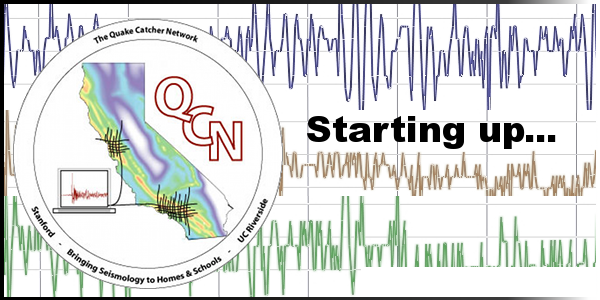 The Quake Catcher Network
QCN
Starting up...
Stanford - Bringing Seismology to Homes & Schools - UC Riverside